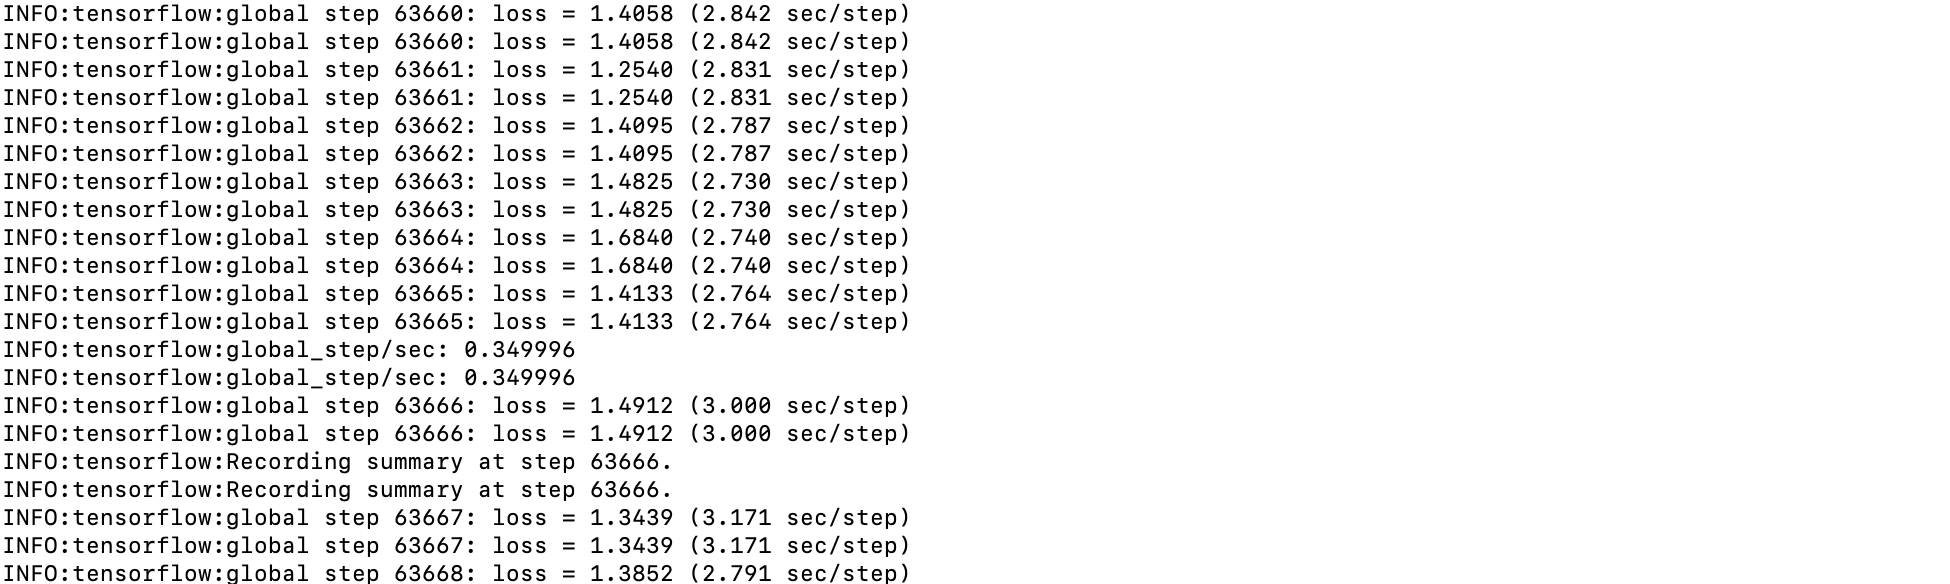 INFO:tensorflow:global step 63660: loss = 1.4058 (2.842 sec/step)
INFO:tensorflow:global step 63660: loss = 1.4058 (2.842 sec/step)
INFO:tensorflow:global step 63661: loss = 1.2540 (2.831 sec/step)
INFO:tensorflow:global step 63661: loss = 1.2540 (2.831 sec/step)
INFO:tensorflow:global step 63662: loss = 1.4095 (2.787 sec/step)
INFO:tensorflow:global step 63662: loss = 1.4095 (2.787 sec/step)
INFO:tensorflow:global step 63663: loss = 1.4825 (2.730 sec/step)
INFO:tensorflow:global step 63663: loss = 1.4825 (2.730 sec/step)
INFO:tensorflow:global step 63664: loss = 1.6840 (2.740 sec/step)
INFO:tensorflow:global step 63664: loss = 1.6840 (2.740 sec/step)
INFO:tensorflow:global step 63665: loss = 1.4133 (2.764 sec/step)
INFO:tensorflow:global step 63665: loss = 1.4133 (2.764 sec/step)
INFO:tensorflow:global_step/sec: 0.349996
INFO:tensorflow:global_step/sec: 0.349996
INFO:tensorflow:global step 63666: loss = 1.4912 (3.000 sec/step)
INFO:tensorflow:global step 63666: loss = 1.4912 (3.000 sec/step)
INFO:tensorflow:Recording summary at step 63666.
INFO:tensorflow:Recording summary at step 63666.
INFO:tensorflow:global step 63667: loss = 1.3439 (3.171 sec/step)
INFO:tensorflow:global step 63667: loss = 1.3439 (3.171 sec/step)
INFO:tensorflow:global step 63668: loss = 1.3852 (2.791 sec/step)